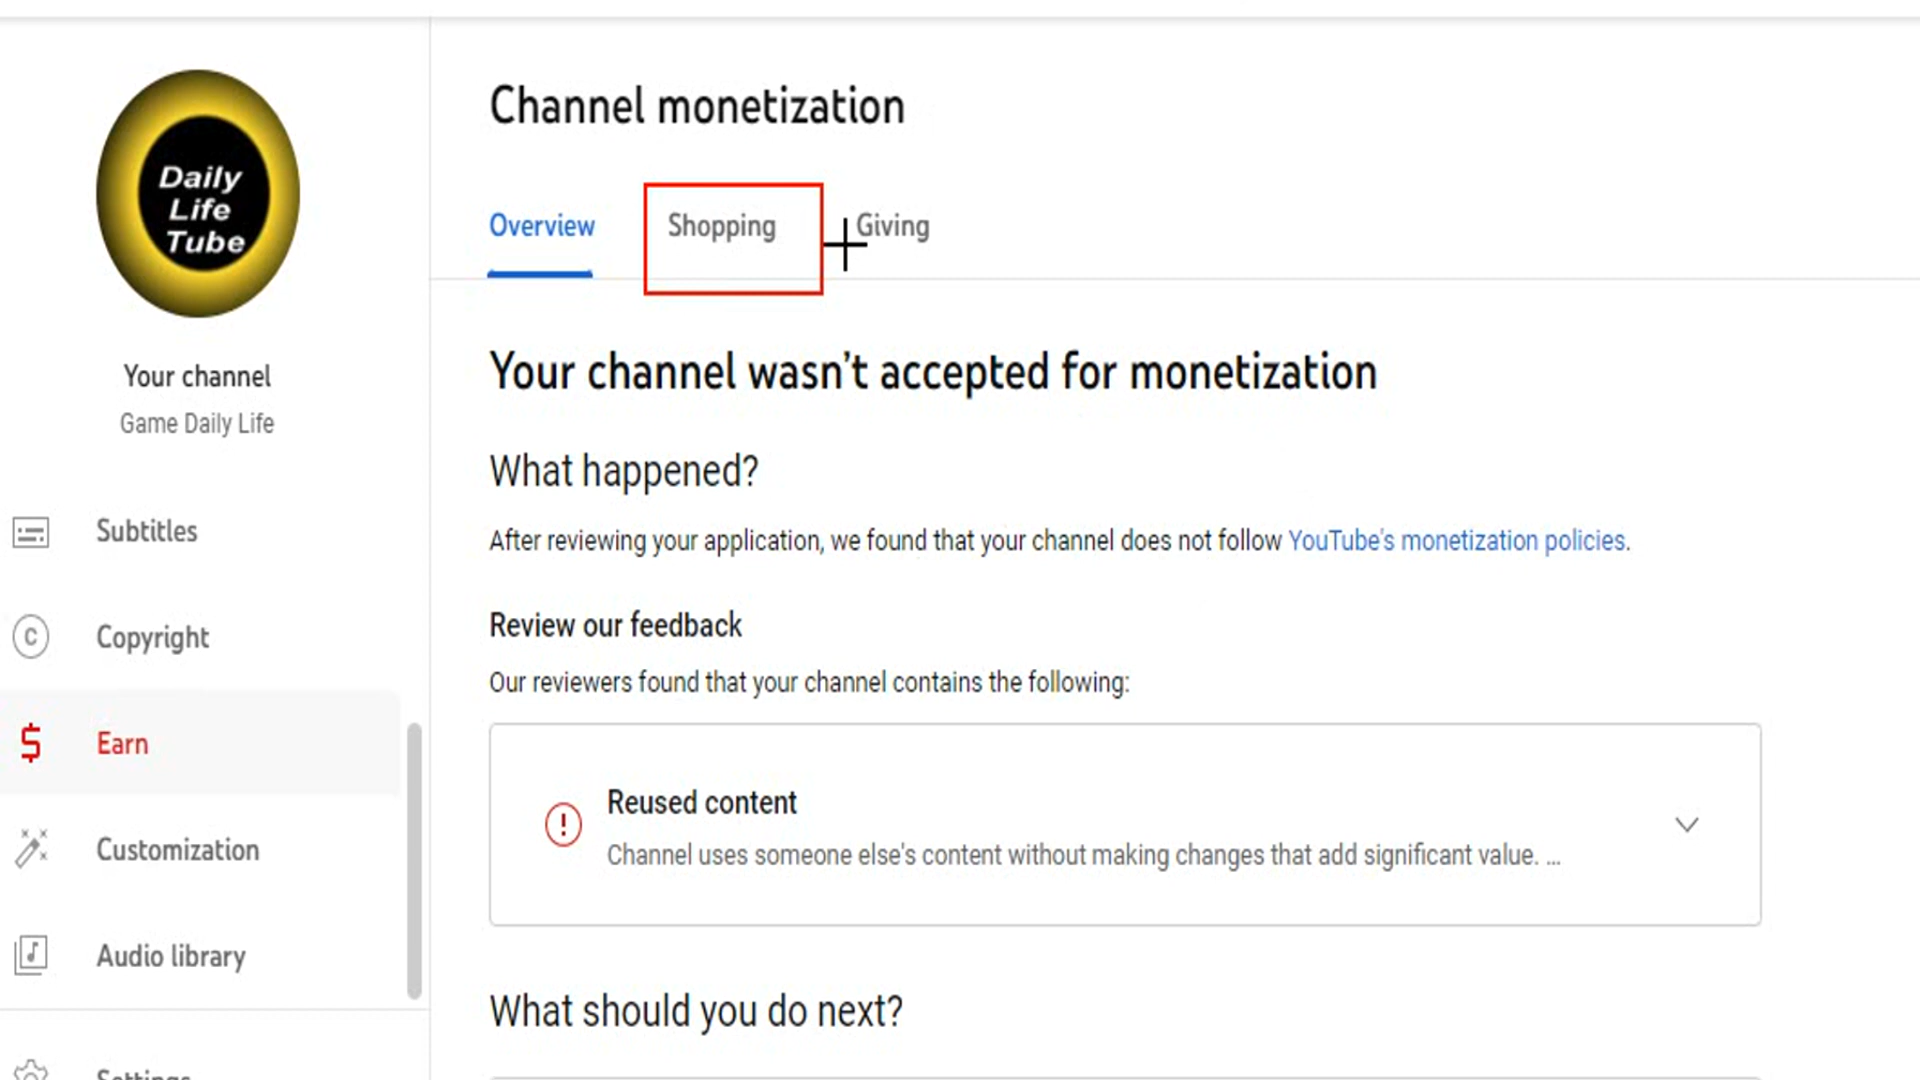 Daily
Life
Tube
Your channel
Game Daily Life
Subtitles
Copyright
Earn
Customization
Audio library
Settings
Channel monetization
Overview Shopping Giving
Your channel wasn't accepted for monetization
What happened?
After reviewing your application, we found that your channel does not follow YouTube's monetization policies.
Review our feedback
Our reviewers found that your channel contains the following:
Reused content
Channel uses someone else's content without making changes that add significant value. ...
What should you do next?